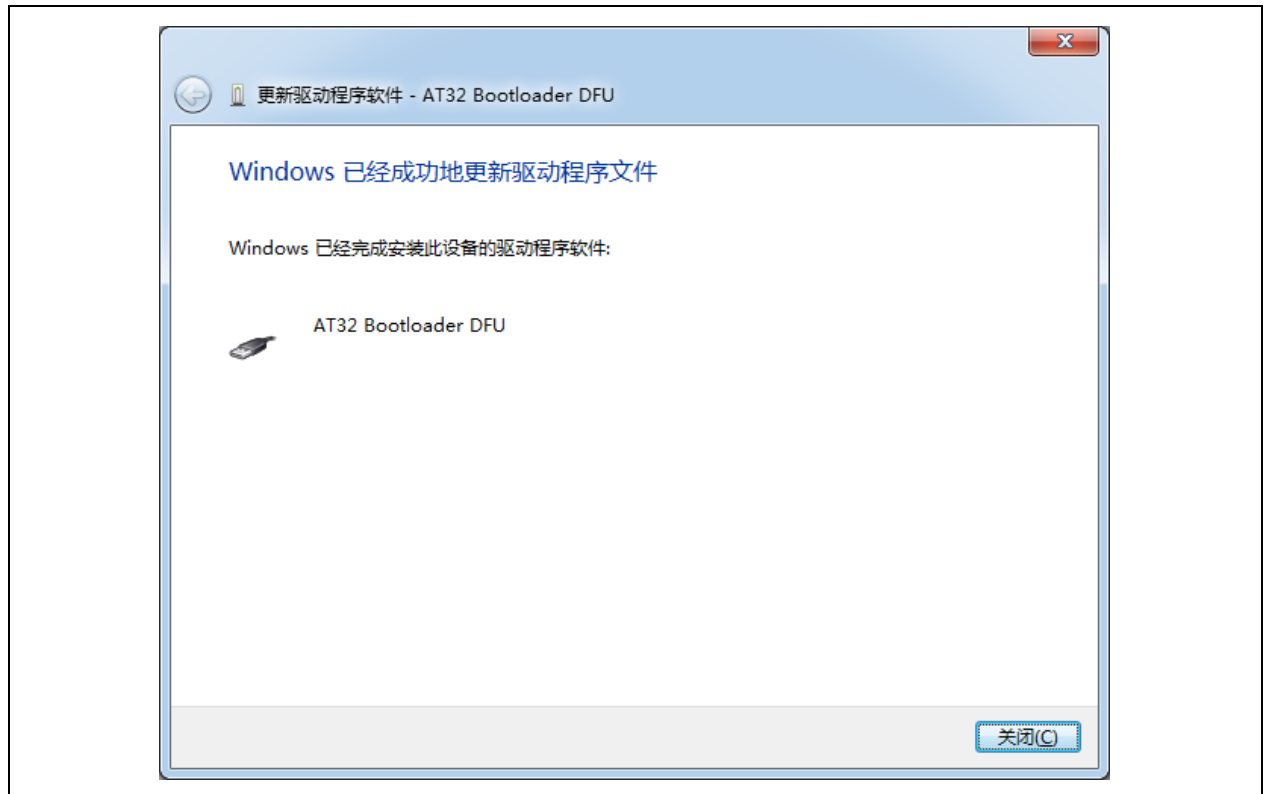 更新驱动程序软件 - AT32 Bootloader DFU
Windows 已经成功地更新驱动程序文件
Windows 已经完成安装此设备的驱动程序软件:
AT32 Bootloader DFU
关闭(C)